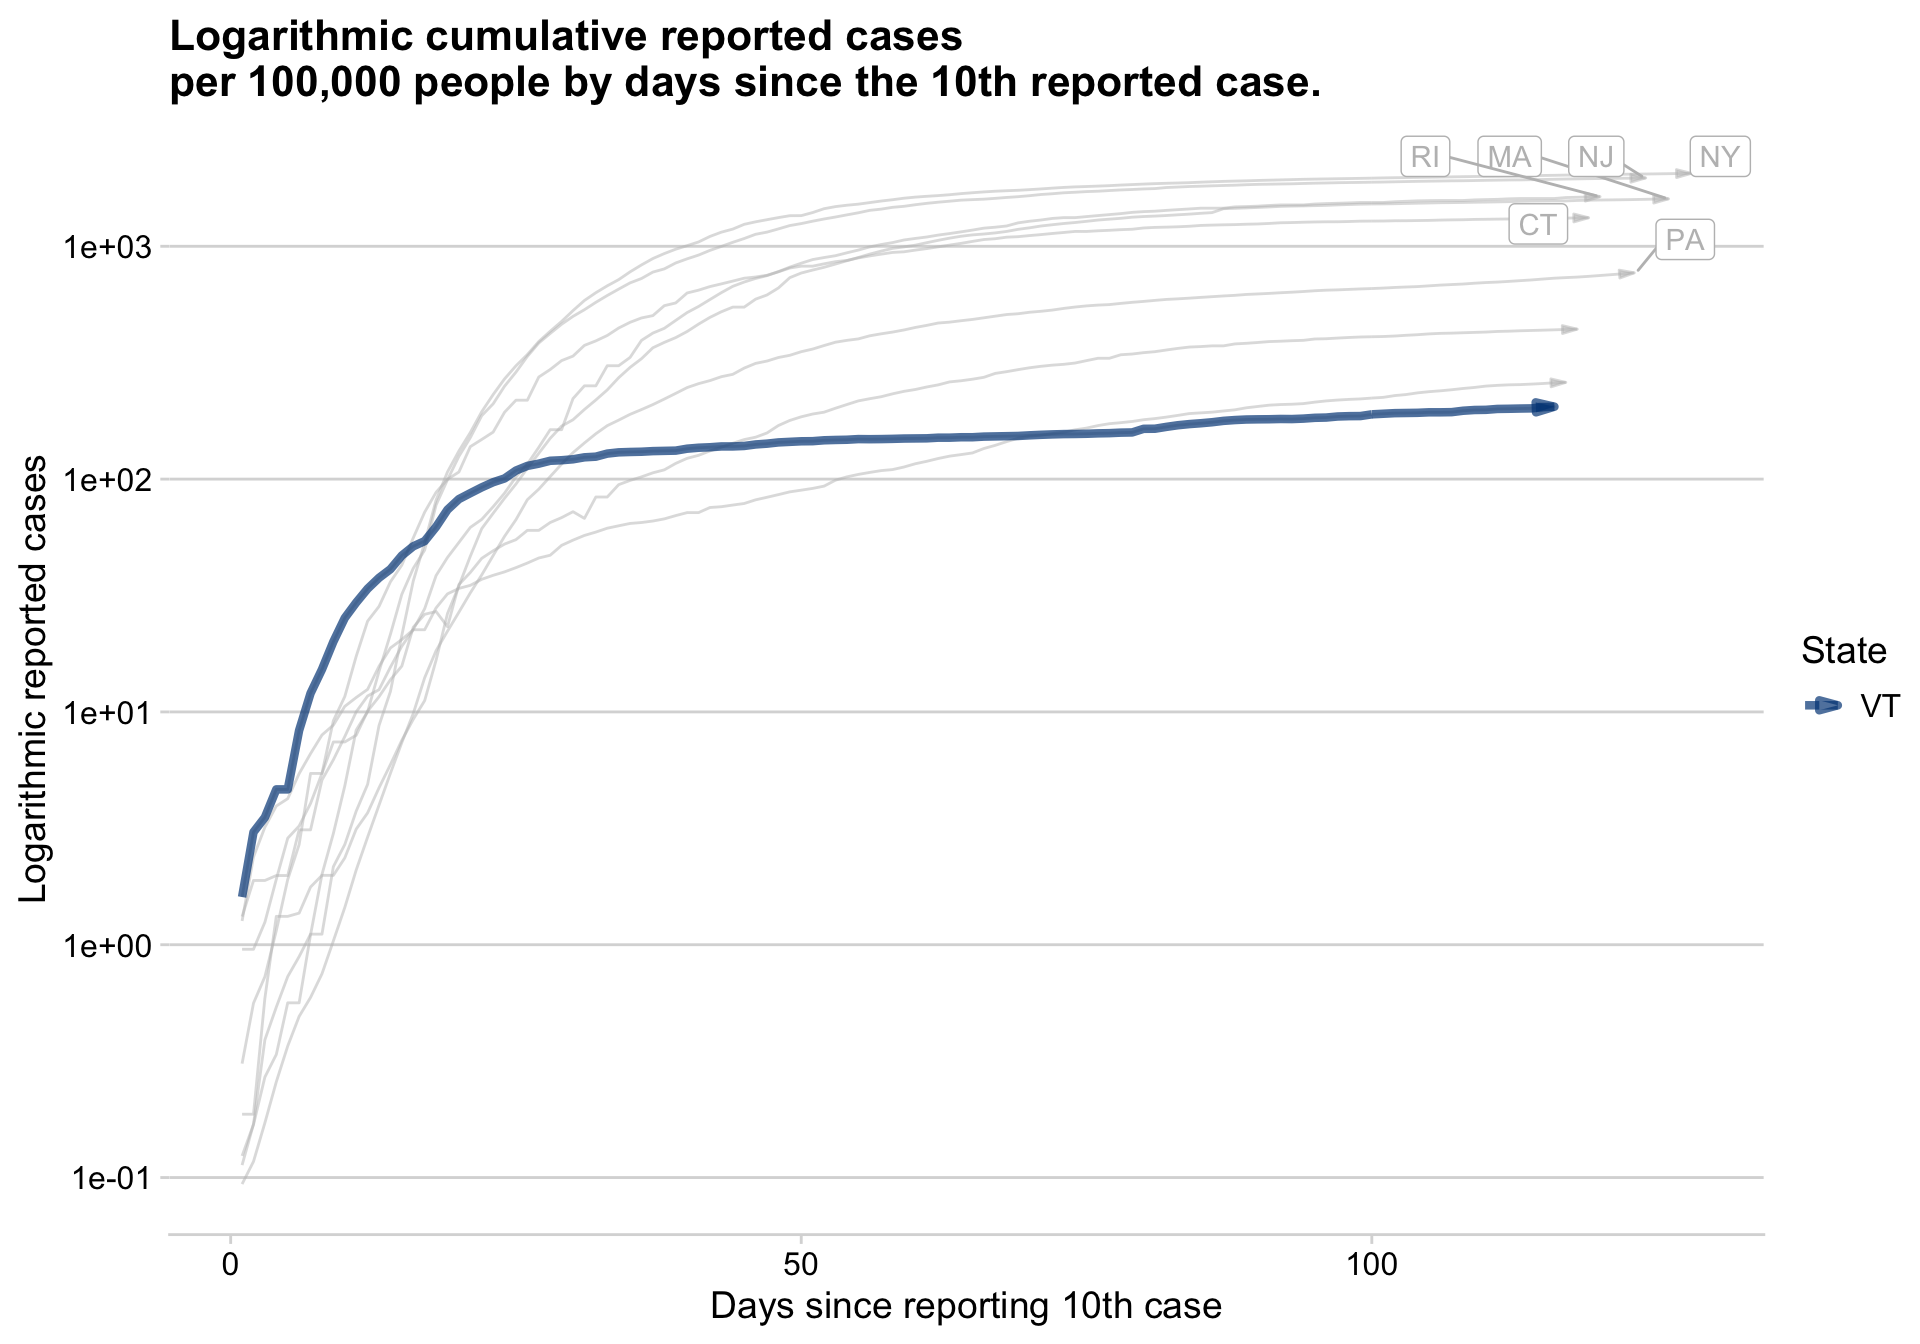 Logarithmic cumulative reported cases
per 100,000 people by days since the 10th reported case.
RI
MA
NJ
NY
CT
PA
1e+03
1e+02
1e+01
1e+00
1e-01
Logarithmic reported cases
0
50
100
Days since reporting 10th case
State
VT